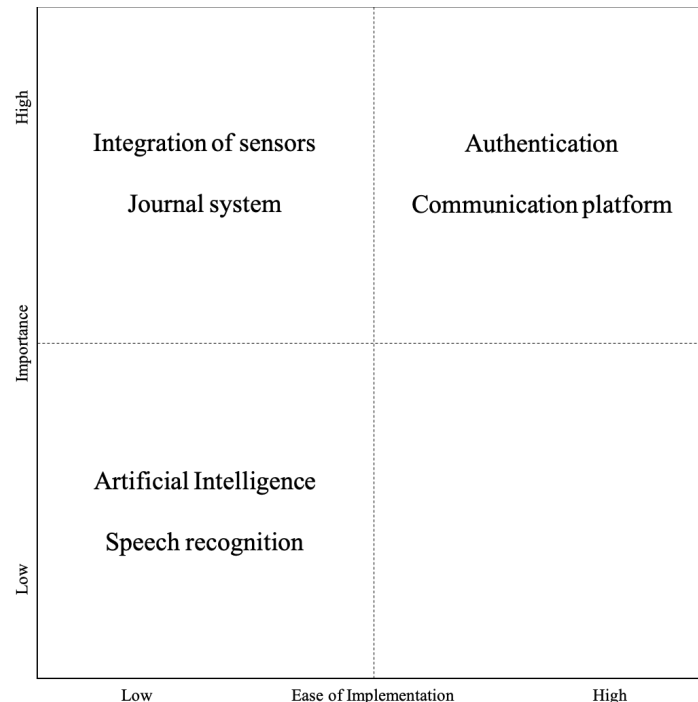 High
Integration of sensors
Authentication
Journal system
Communication platform
Importance
Artificial Intelligence
Speech recognition
Low
Low
Ease of Implementation
High